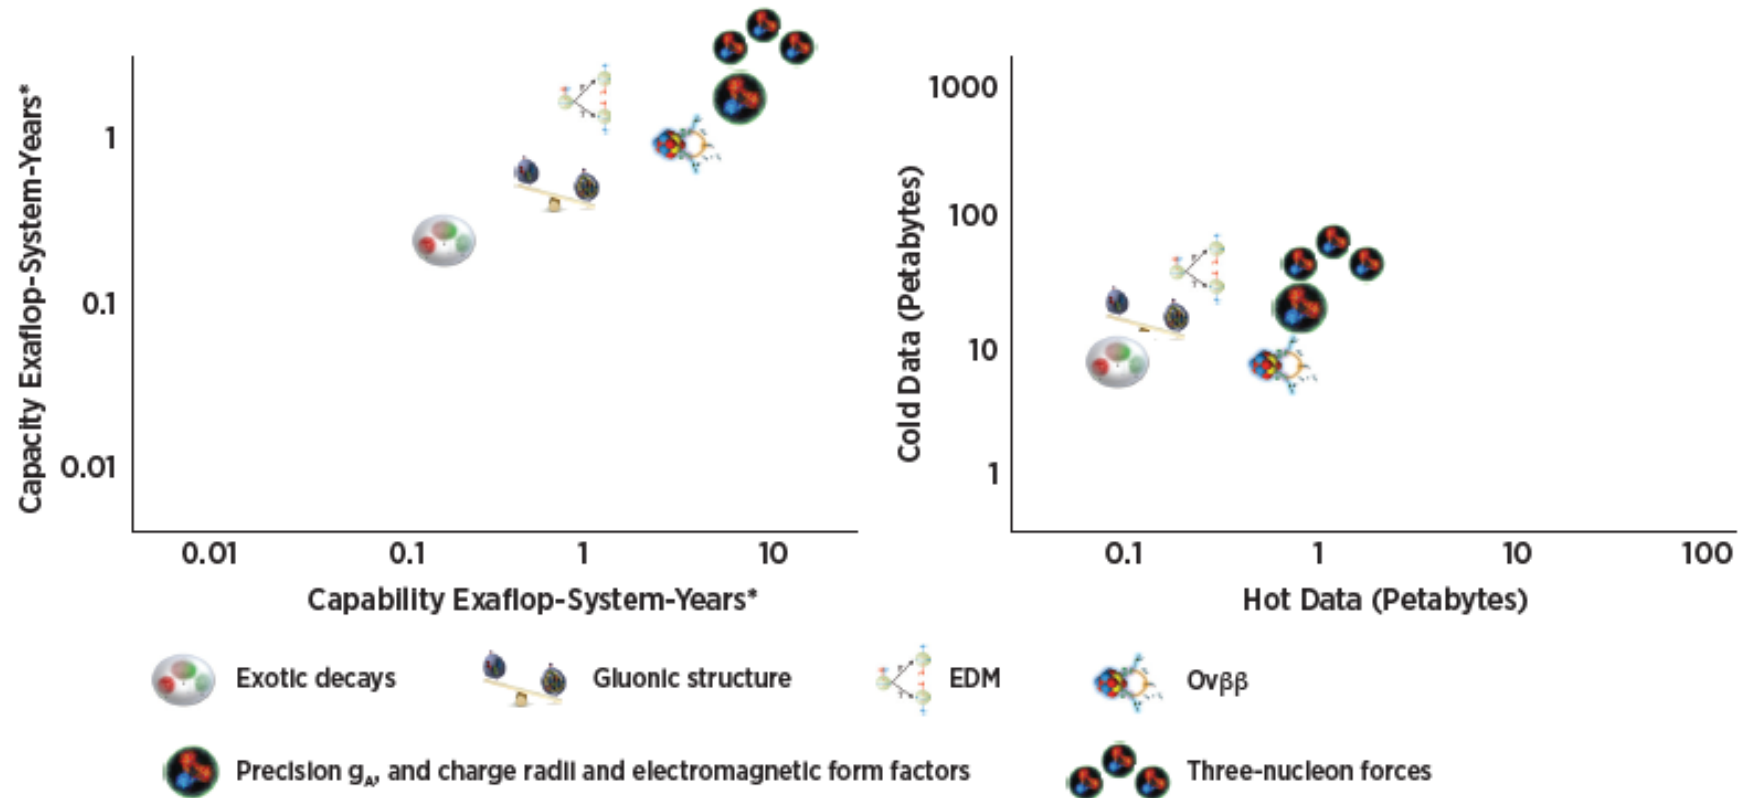 Capacity Exaflop-System-Years*
1
0.1
0.01
0.01 0.1 1 10
Capability Exaflop-System-Years*
Cold Data (Petabytes)
1000
100
10
1
0.1 1 10 100
Hot Data (Petabytes)
Exotic decays
Gluonic structure
EDM
Ovββ
Precision gA, and charge radii and electromagnetic form factors
Three-nucleon forces